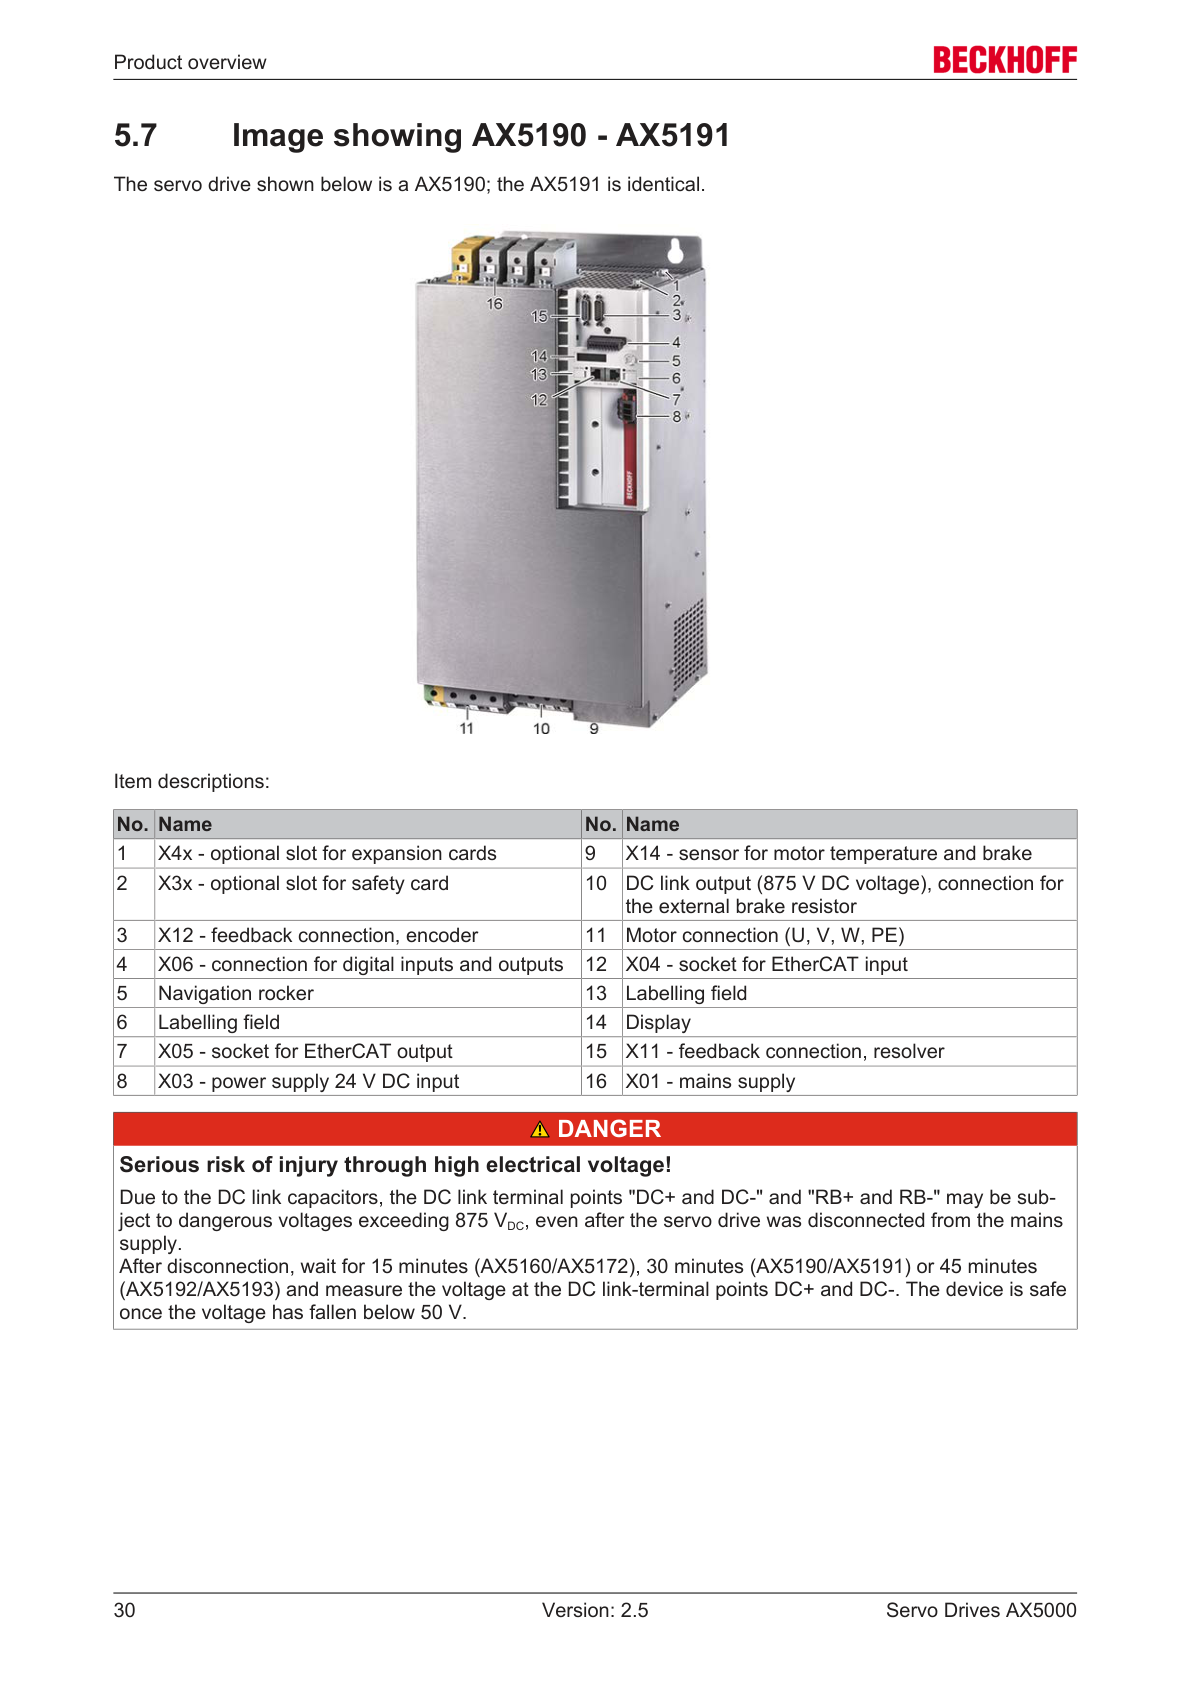 Product overview
BECKHOFF
5.7 Image showing AX5190 - AX5191
The servo drive shown below is a AX5190; the AX5191 is identical.
1
16
2
15
3
4
14
5
13
6
12
7
8
BECKHOFF
11
10
9
Item descriptions:
No. Name No. Name
1 X4x - optional slot for expansion cards 9 X14 - sensor for motor temperature and brake
2 X3x - optional slot for safety card 10 DC link output (875 V DC voltage), connection for
the external brake resistor
3 X12 - feedback connection, encoder 11 Motor connection (U, V, W, PE)
4 X06 - connection for digital inputs and outputs 12 X04 - socket for EtherCAT input
5 Navigation rocker 13 Labelling field
6 Labelling field 14 Display
7 X05 - socket for EtherCAT output 15 X11 - feedback connection, resolver
8 X03 - power supply 24 V DC input 16 X01 - mains supply
DANGER
Serious risk of injury through high electrical voltage!
Due to the DC link capacitors, the DC link terminal points "DC+ and DC-" and "RB+ and RB-" may be sub-
ject to dangerous voltages exceeding 875 VDC, even after the servo drive was disconnected from the mains
supply.
After disconnection, wait for 15 minutes (AX5160/AX5172), 30 minutes (AX5190/AX5191) or 45 minutes
(AX5192/AX5193) and measure the voltage at the DC link-terminal points DC+ and DC-. The device is safe
once the voltage has fallen below 50 V.
30 Version: 2.5 Servo Drives AX5000